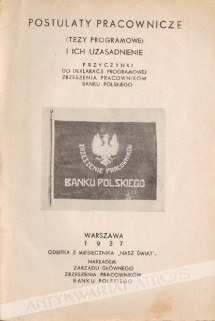 POSTULATY PRACOWNICZE
(TEZY PROGRAMOWE)
I ICH UZASADNIENIE
PRZYCZYNKI
DO DEKLARACJI PROGRAMOWEJ
ZRZESZENIA PRACOWNIKÓW
BANKU POLSKIEGO
ZRZESZENIE PRACOWNIKÓW
BANKU POLSKIEGO
WARSZAWA
1937
ODBITKA Z MIESIĘCZNIKA „NASZ ŚWIAT”.
NAKŁADEM
ZARZĄDU GŁÓWNEGO
ZRZESZENIA PRACOWNIKÓW
BANKU POLSKIEGO